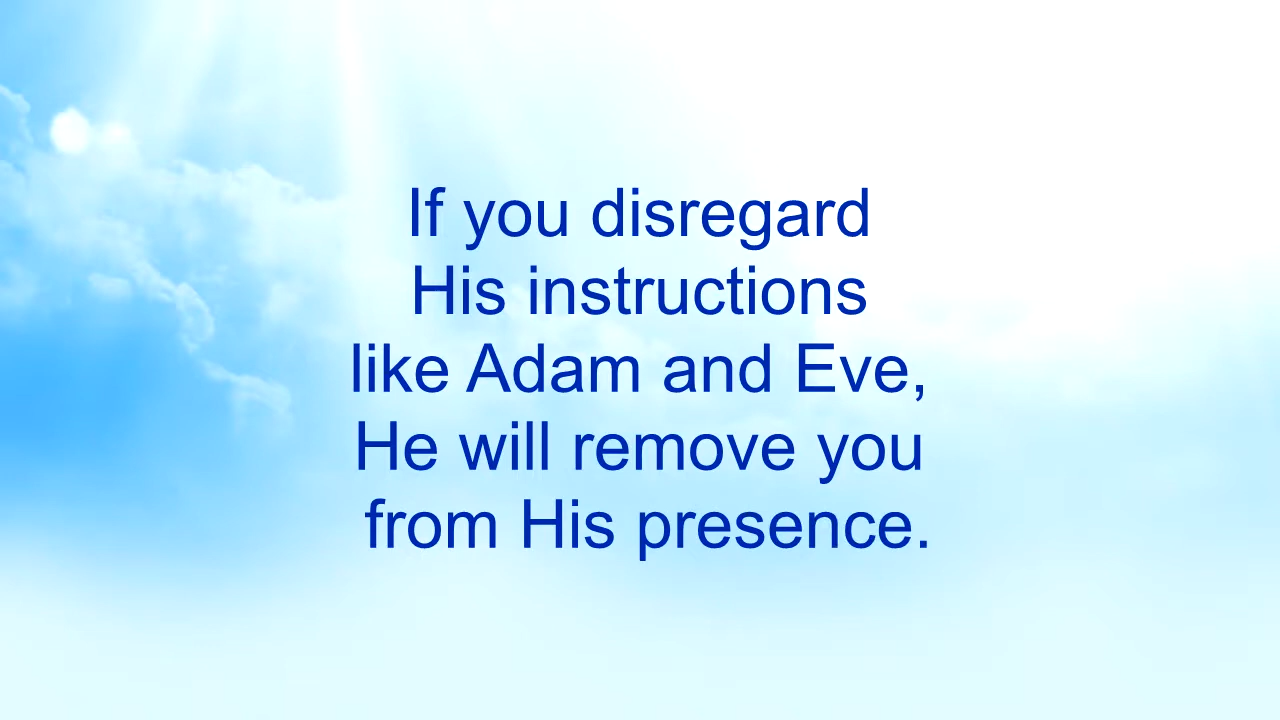 If you disregard
His instructions
like Adam and Eve,
He will remove you
from His presence.